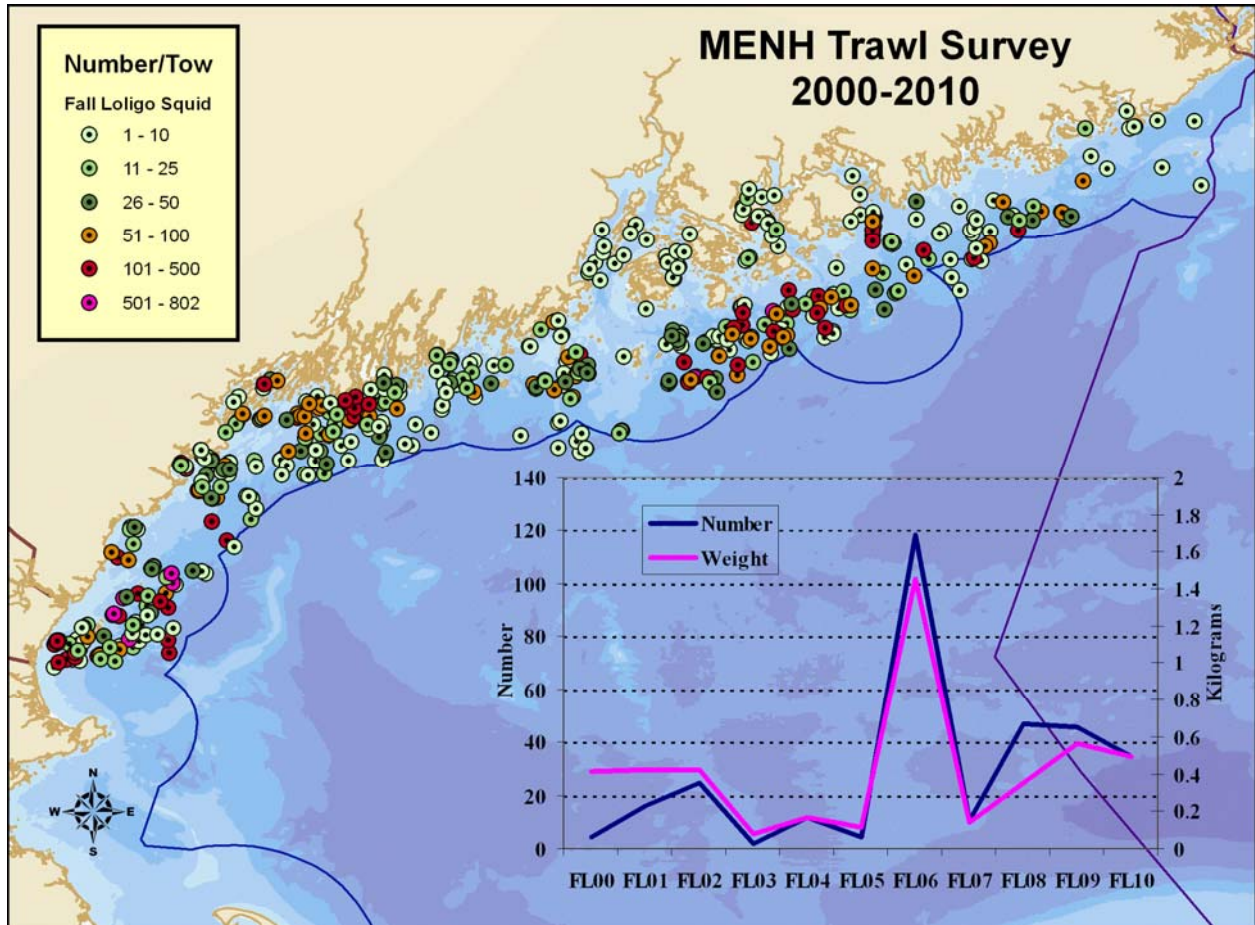 MENH Trawl Survey
2000-2010
Number/Tow
Fall Loligo Squid
1 - 10
11 - 25
26 - 50
51 - 100
101 - 500
501 - 802
N
W E
S
140
120
100
80
60
40
20
0
Number
Number
Weight
2
1.8
1.6
1.4
1.2
1
0.8
0.6
0.4
0.2
0
Kilograms
FL00 FL01 FL02 FL03 FL04 FL05 FL06 FL07 FL08 FL09 FL10